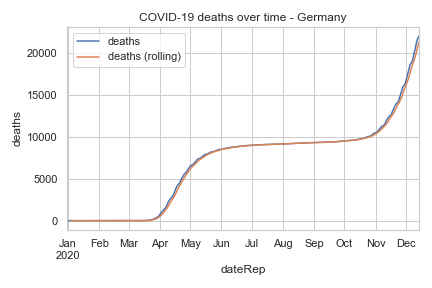 COVID-19 deaths over time - Germany
deaths
deaths (rolling)
20000
15000
10000
5000
0
deaths
Jan Feb Mar Apr May Jun Jul Aug Sep Oct Nov Dec
2020
dateRep